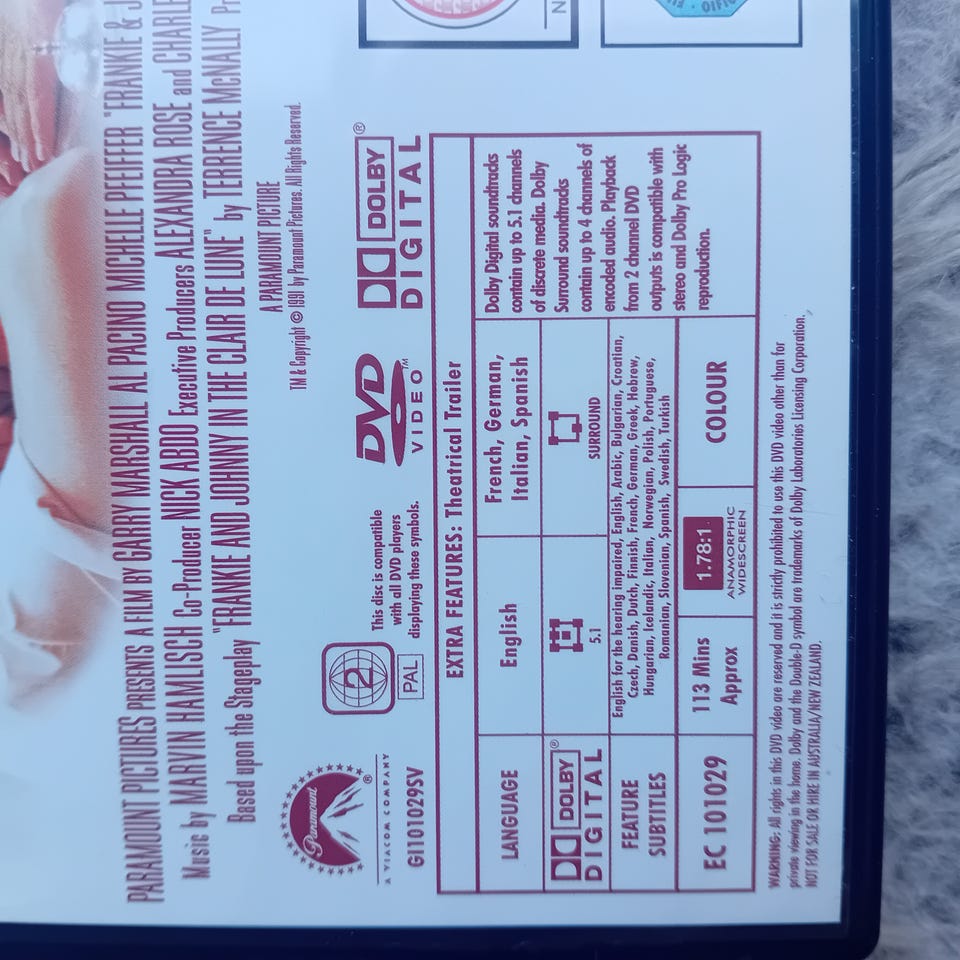 PARAMOUNT PICTURES PRESENTS A FILM BY GARRY MARSHALL AL PACINO MICHELLE PFEIFFER "FRANKIE & J
Music by MARVIN HAMLISCH Co-Producer NICK ABDO Executive Producers ALEXANDRA ROSE and CHARLE
Based upon the Stageplay "FRANKIE AND JOHNNY IN THE CLAIR DE LUNE" by TERRENCE McNALLY Pr
A PARAMOUNT PICTURE
TM & Copyright © 1991 by Paramount Pictures. All Rights Reserved.
Paramount
®
A VIACOM COMPANY
G1101029SV
2
PAL
This disc is compatible
with all DVD players
displaying these symbols.
DVD
VIDEO™
DOLBY®
DIGITAL
N
EXTRA FEATURES: Theatrical Trailer
LANGUAGE
English
French, German,
Italian, Spanish
Dolby Digital soundtracks
contain up to 5.1 channels
of discrete media. Dolby
Surround soundtracks
contain up to 4 channels of
encoded audio. Playback
from 2 channel DVD
outputs is compatible with
stereo and Dolby Pro Logic
reproduction.
DOLBY®
DIGITAL
5.1
SURROUND
FEATURE
SUBTITLES
English for the hearing impaired, English, Arabic, Bulgarian, Croatian,
Czech, Danish, Dutch, Finnish, French, German, Greek, Hebrew,
Hungarian, Icelandic, Italian, Norwegian, Polish, Portuguese,
Romanian, Slovenian, Spanish, Swedish, Turkish
EC 101029
113 Mins
Approx
1.78:1
ANAMORPHIC
WIDESCREEN
COLOUR
WARNING: All rights in this DVD video are reserved and it is strictly prohibited to use this DVD video other than for
private viewing in the home. Dolby and the Double-D symbol are trademarks of Dolby Laboratories Licensing Corporation.
NOT FOR SALE OR HIRE IN AUSTRALIA/NEW ZEALAND.